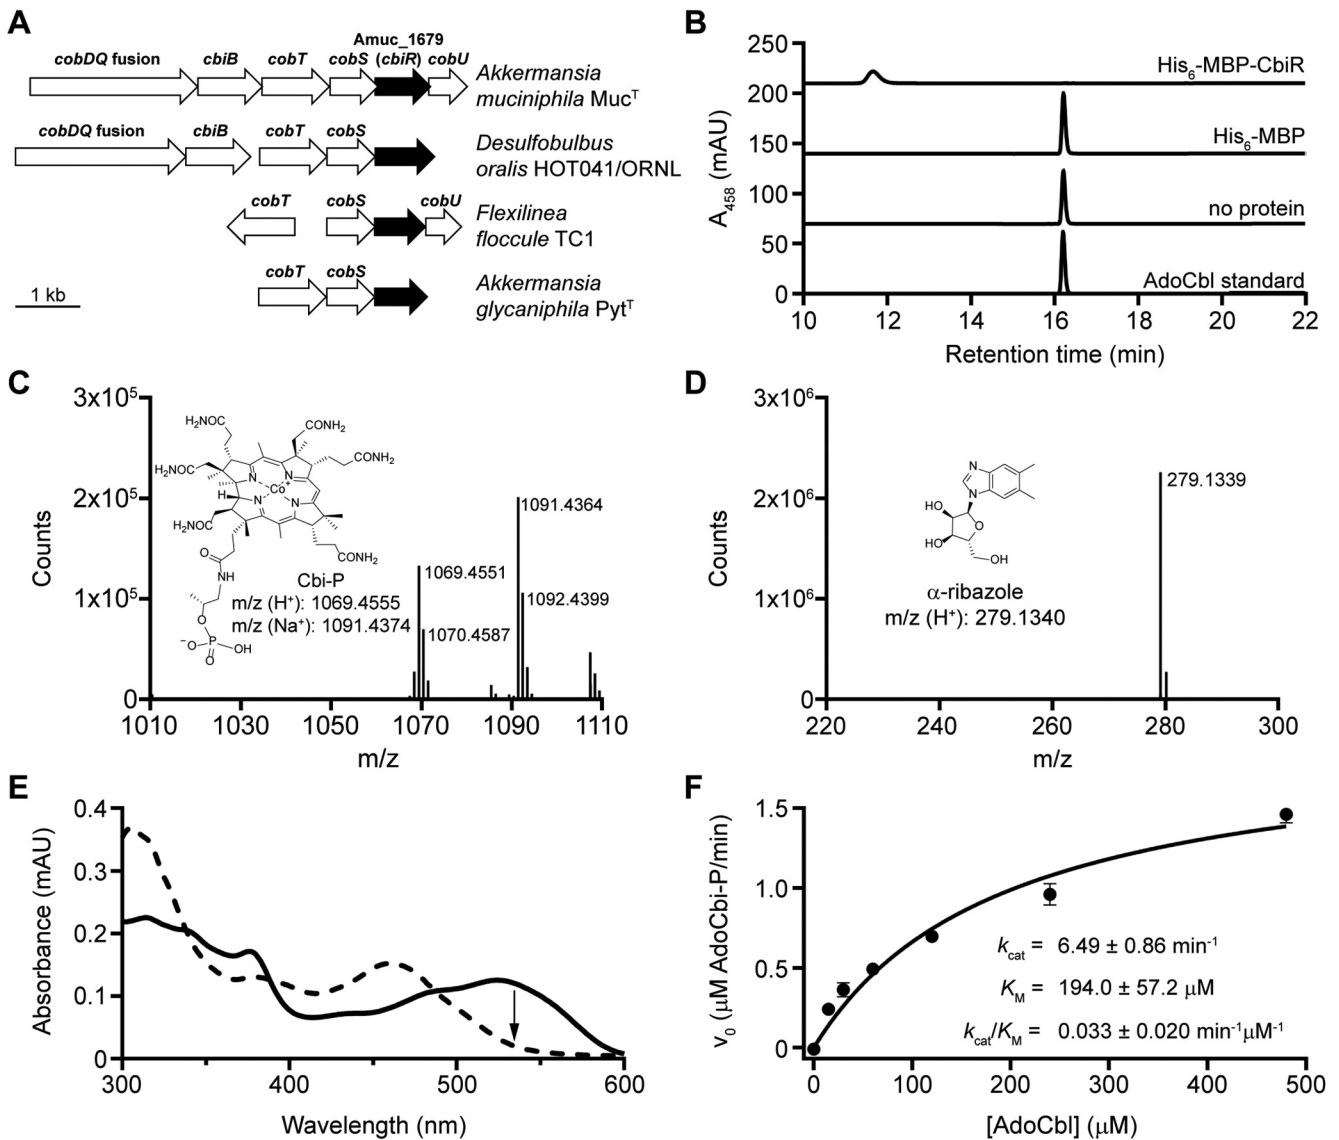 A
Amuc_1679
cobDQ fusion cbiB cobT cobS (cbiR) cobU
Akkermansia
muciniphila Mucᵀ
cobDQ fusion cbiB cobT cobS
Desulfobulbus
oralis HOT041/ORNL
cobT cobS cobU
Flexilinea
floccule TC1
cobT cobS
Akkermansia
glycaniphila Pytᵀ
1 kb
B
250
200
150
100
50
0
A₄₅₈ (mAU)
His₆-MBP-CbiR
His₆-MBP
no protein
AdoCbl standard
10 12 14 16 18 20 22
Retention time (min)
C
3x10⁵
2x10⁵
1x10⁵
0
Counts
H₂NOC
CONH₂
H₂NOC
CONH₂
N N
Co⁺
H
N N
H₂NOC
CONH₂
O
NH
O
⁻O P OH
O
Cbi-P
m/z (H⁺): 1069.4555
m/z (Na⁺): 1091.4374
1091.4364
1069.4551
1092.4399
1070.4587
1010 1030 1050 1070 1090 1110
m/z
D
3x10⁶
2x10⁶
1x10⁶
0
Counts
N
N
HO
O
HO
OH
α-ribazole
m/z (H⁺): 279.1340
279.1339
220 240 260 280 300
m/z
E
0.4
0.3
0.2
0.1
0
Absorbance (mAU)
300 400 500 600
Wavelength (nm)
F
1.5
1.0
0.5
0
v₀ (μM AdoCbi-P/min)
k_cat = 6.49 ± 0.86 min⁻¹
K_M = 194.0 ± 57.2 μM
k_cat/K_M = 0.033 ± 0.020 min⁻¹μM⁻¹
0 100 200 300 400 500
[AdoCbl] (μM)